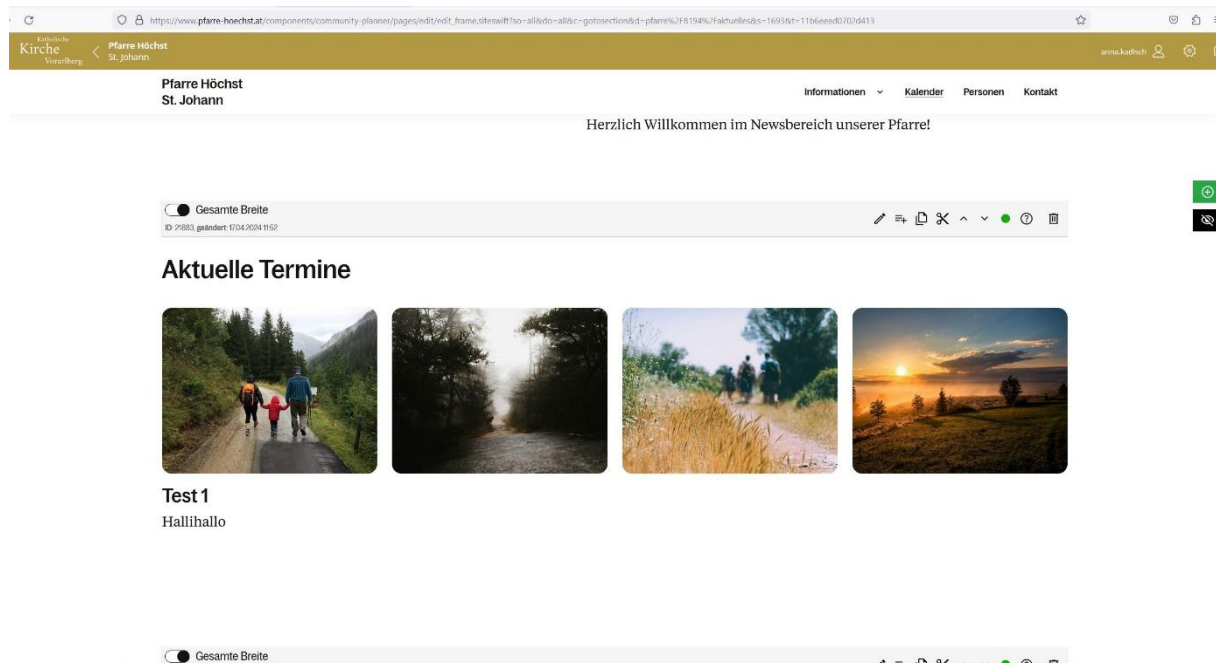 https://www.pfarre-hoechst.at/components/community-planner/pages/edit/edit_frame.siteswift?so=all&do=all&c=gotosection&d=pfarre%2F8194%2Faktuelles&s=1693&t=11b6eeed0702d413
Katholische
Kirche
Vorarlberg
Pfarre Höchst
St. Johann
anna.kadisch
Pfarre Höchst
St. Johann
Informationen
Kalender
Personen
Kontakt
Herzlich Willkommen im Newsbereich unserer Pfarre!
Gesamte Breite
ID: 21883, geändert: 17.04.2024 11:52
Aktuelle Termine
Test 1
Hallihallo
Gesamte Breite